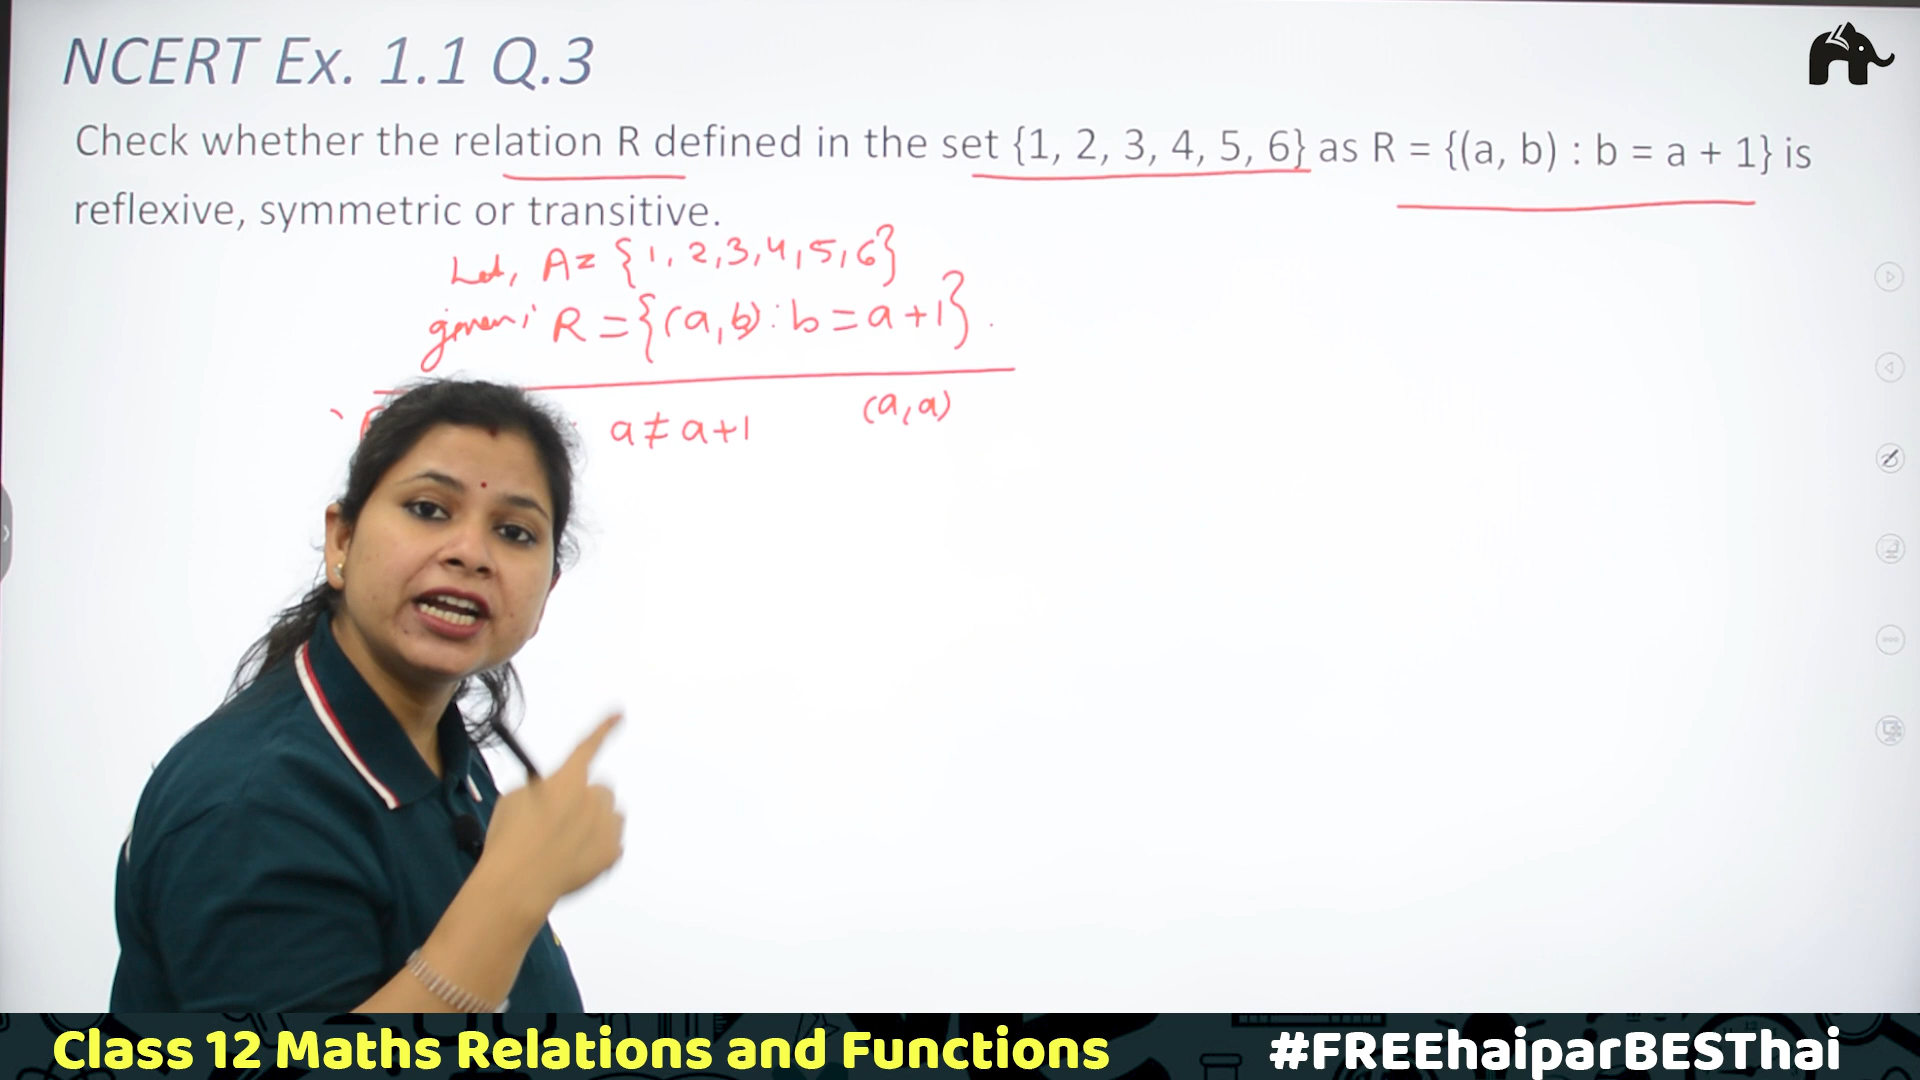 NCERT Ex. 1.1 Q.3
Check whether the relation R defined in the set {1, 2, 3, 4, 5, 6} as R = {(a, b) : b = a + 1} is
reflexive, symmetric or transitive.
Let, A = {1, 2, 3, 4, 5, 6}
given: R = {(a, b) : b = a + 1}.
a ≠ a + 1 (a, a)
Class 12 Maths Relations and Functions #FREEhaiparBESThai